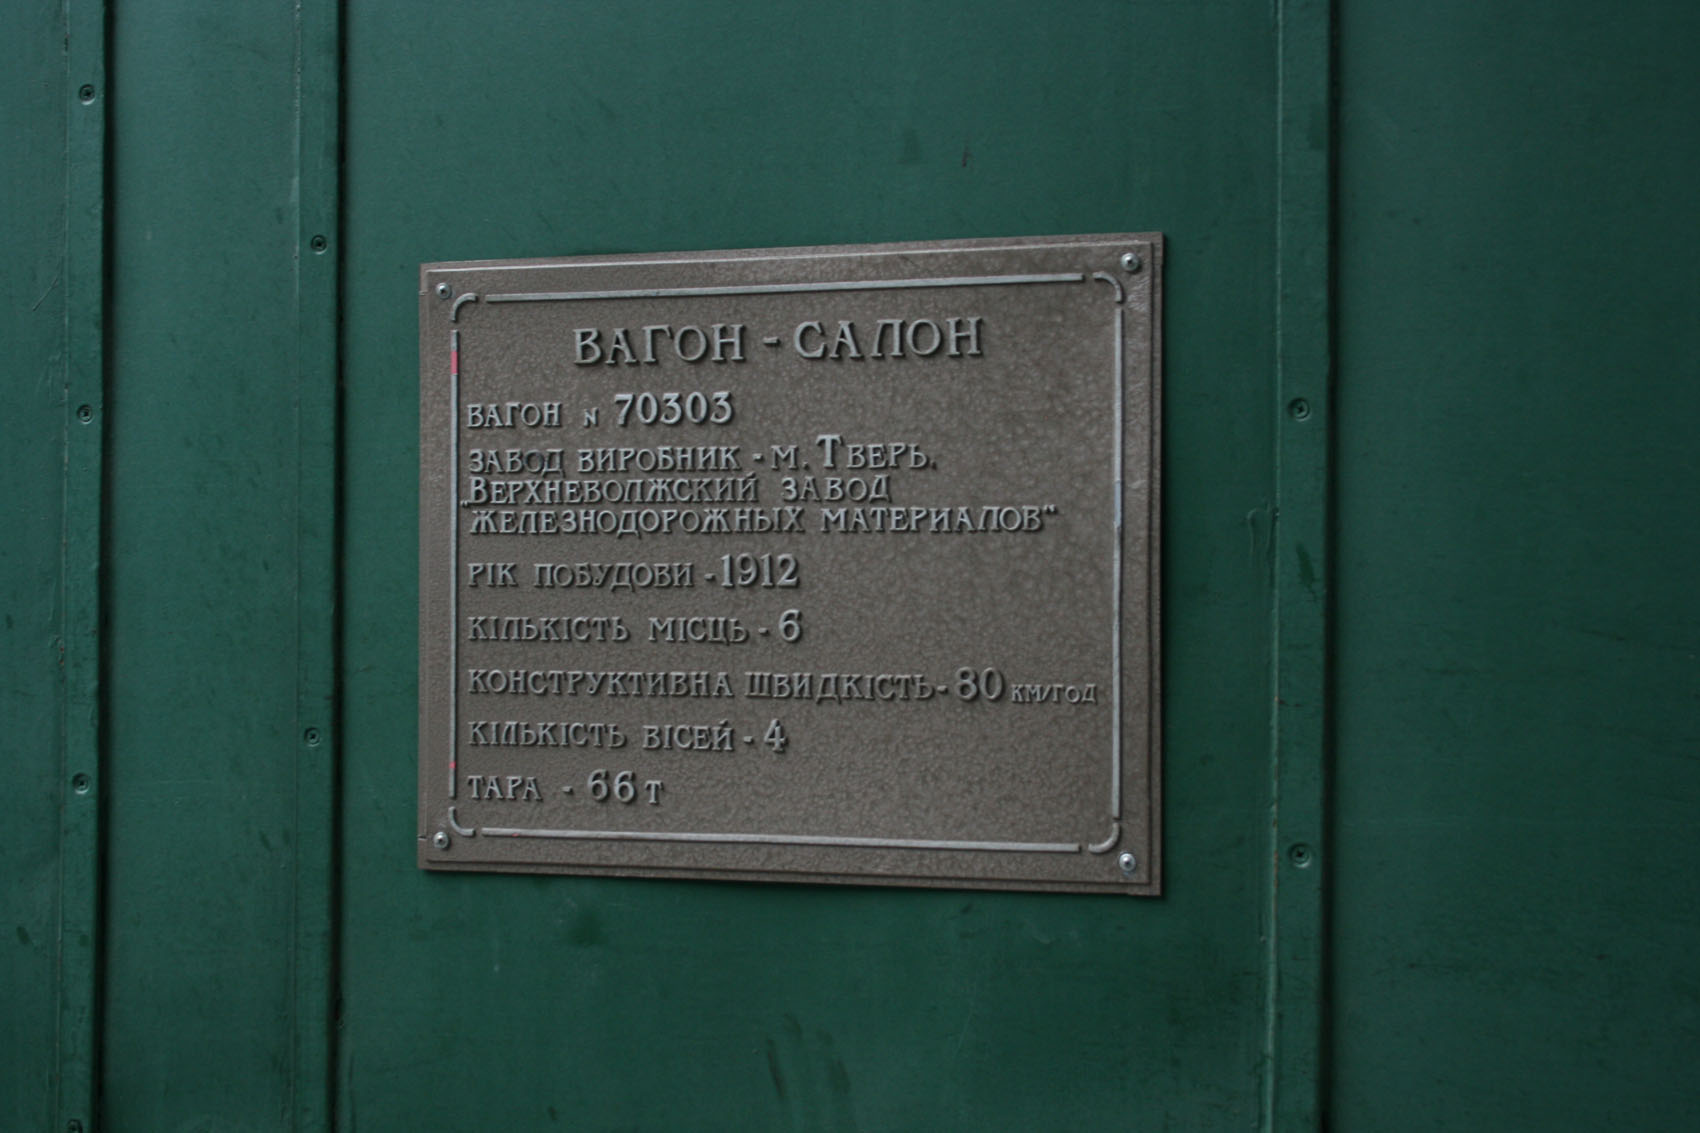 ВАГОН - САЛОН
ВАГОН N 70303
ЗАВОД ВИРОБНИК - М. ТВЕРЬ.
„ВЕРХНЕВОЛЖСКИЙ ЗАВОД
ЖЕЛЕЗНОДОРОЖНЫХ МАТЕРИАЛОВ“
РІК ПОБУДОВИ - 1912
КІЛЬКІСТЬ МІСЦЬ - 6
КОНСТРУКТИВНА ШВИДКІСТЬ - 80 КМ/ГОД
КІЛЬКІСТЬ ВІСЕЙ - 4
ТАРА - 66 Т